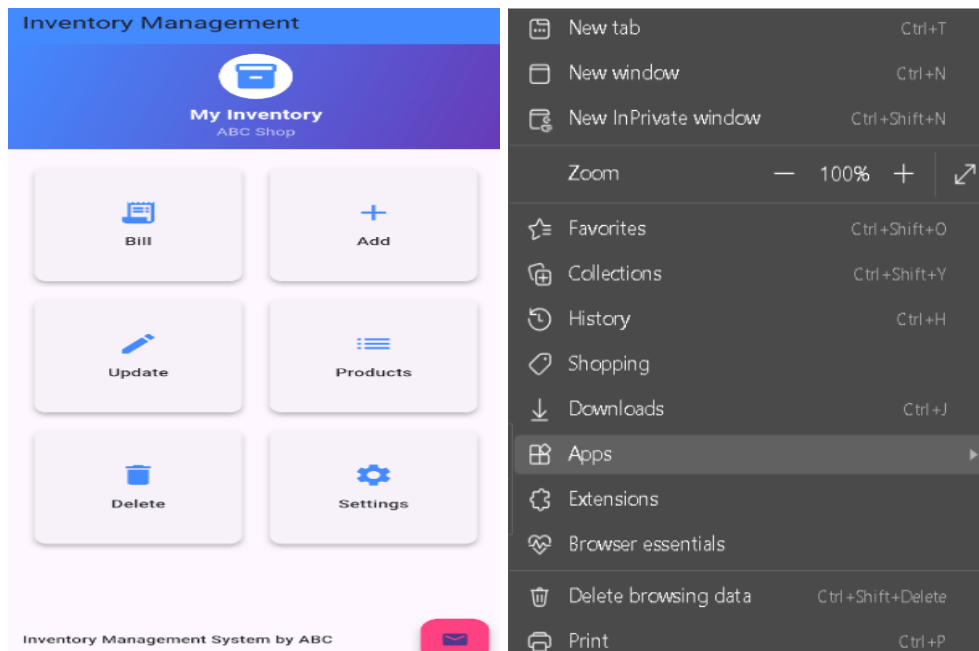 Inventory Management
My Inventory
ABC Shop
Bill
Add
Update
Products
Delete
Settings
Inventory Management System by ABC
New tab Ctrl+T
New window Ctrl+N
New InPrivate window Ctrl+Shift+N
Zoom — 100% +
Favorites Ctrl+Shift+O
Collections Ctrl+Shift+Y
History Ctrl+H
Shopping
Downloads Ctrl+J
Apps
Extensions
Browser essentials
Delete browsing data Ctrl+Shift+Delete
Print Ctrl+P